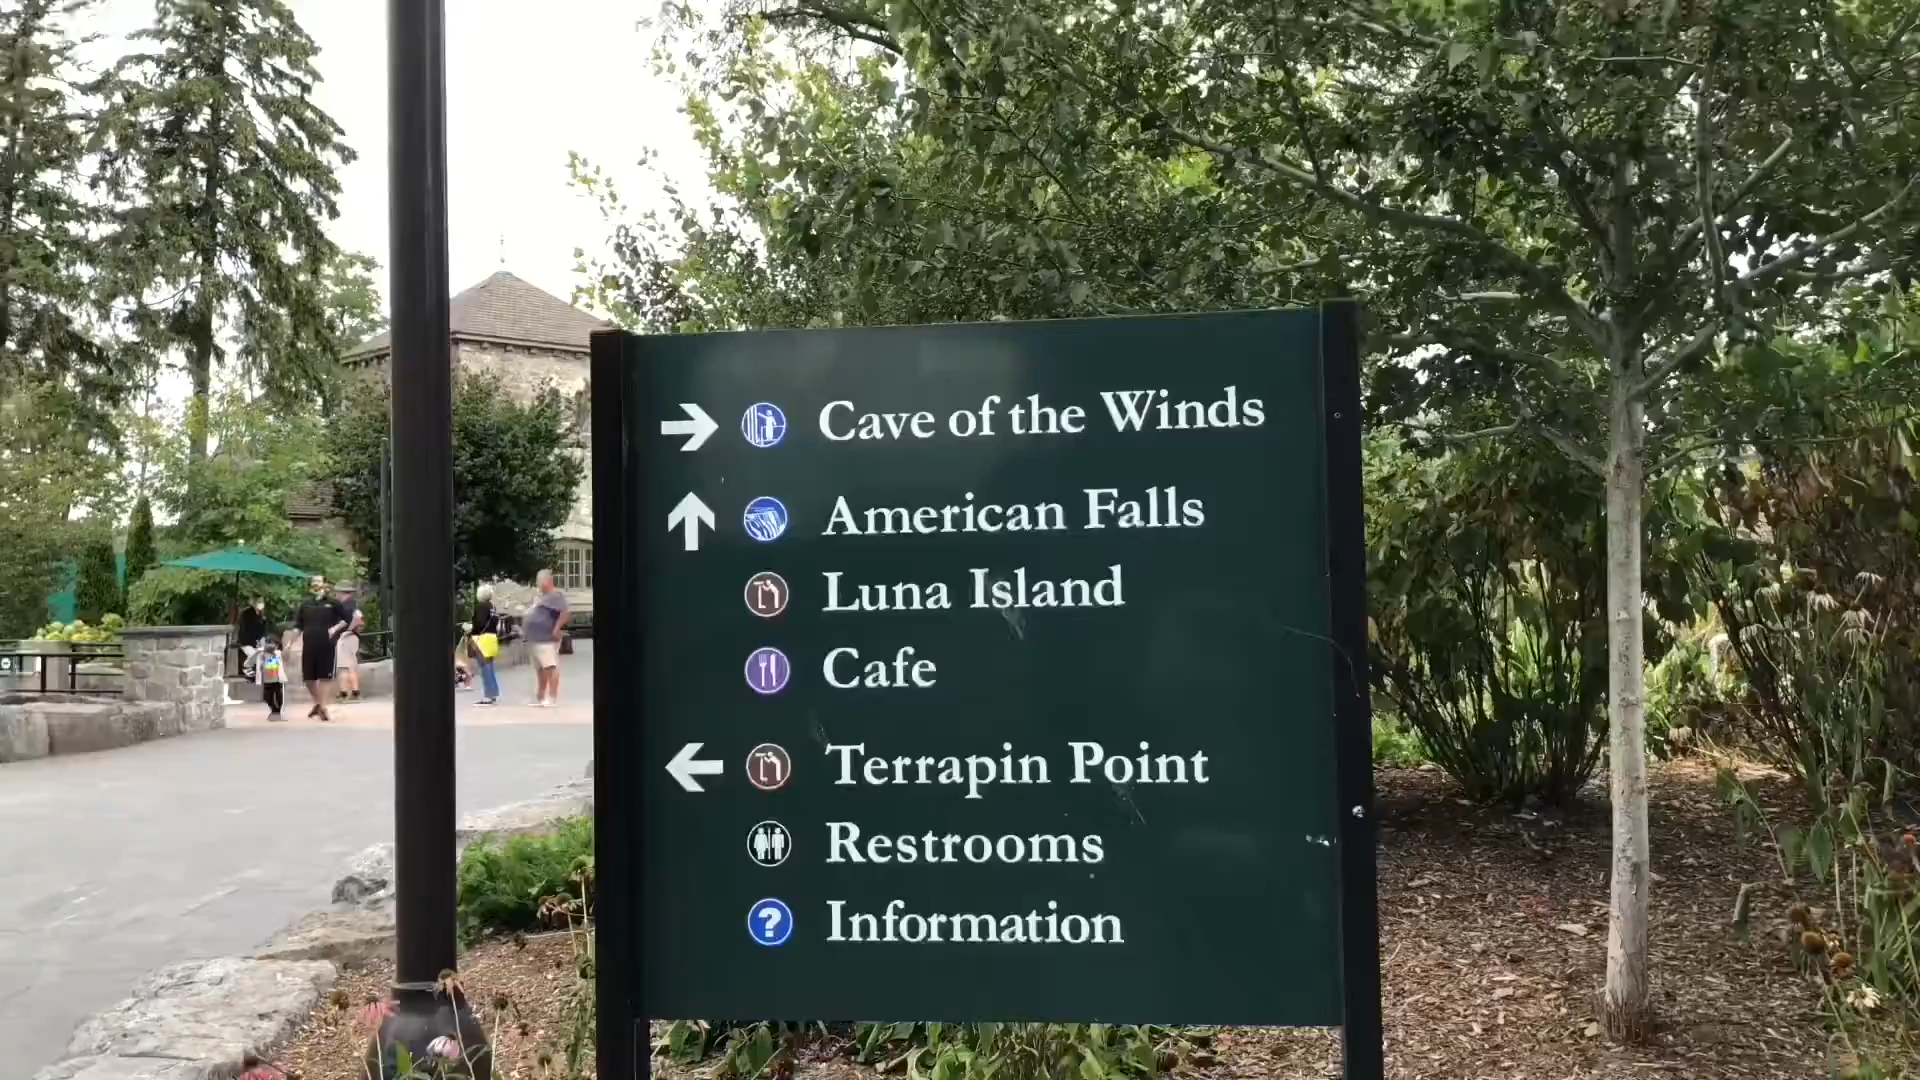 Cave of the Winds
American Falls
Luna Island
Cafe
Terrapin Point
Restrooms
? Information